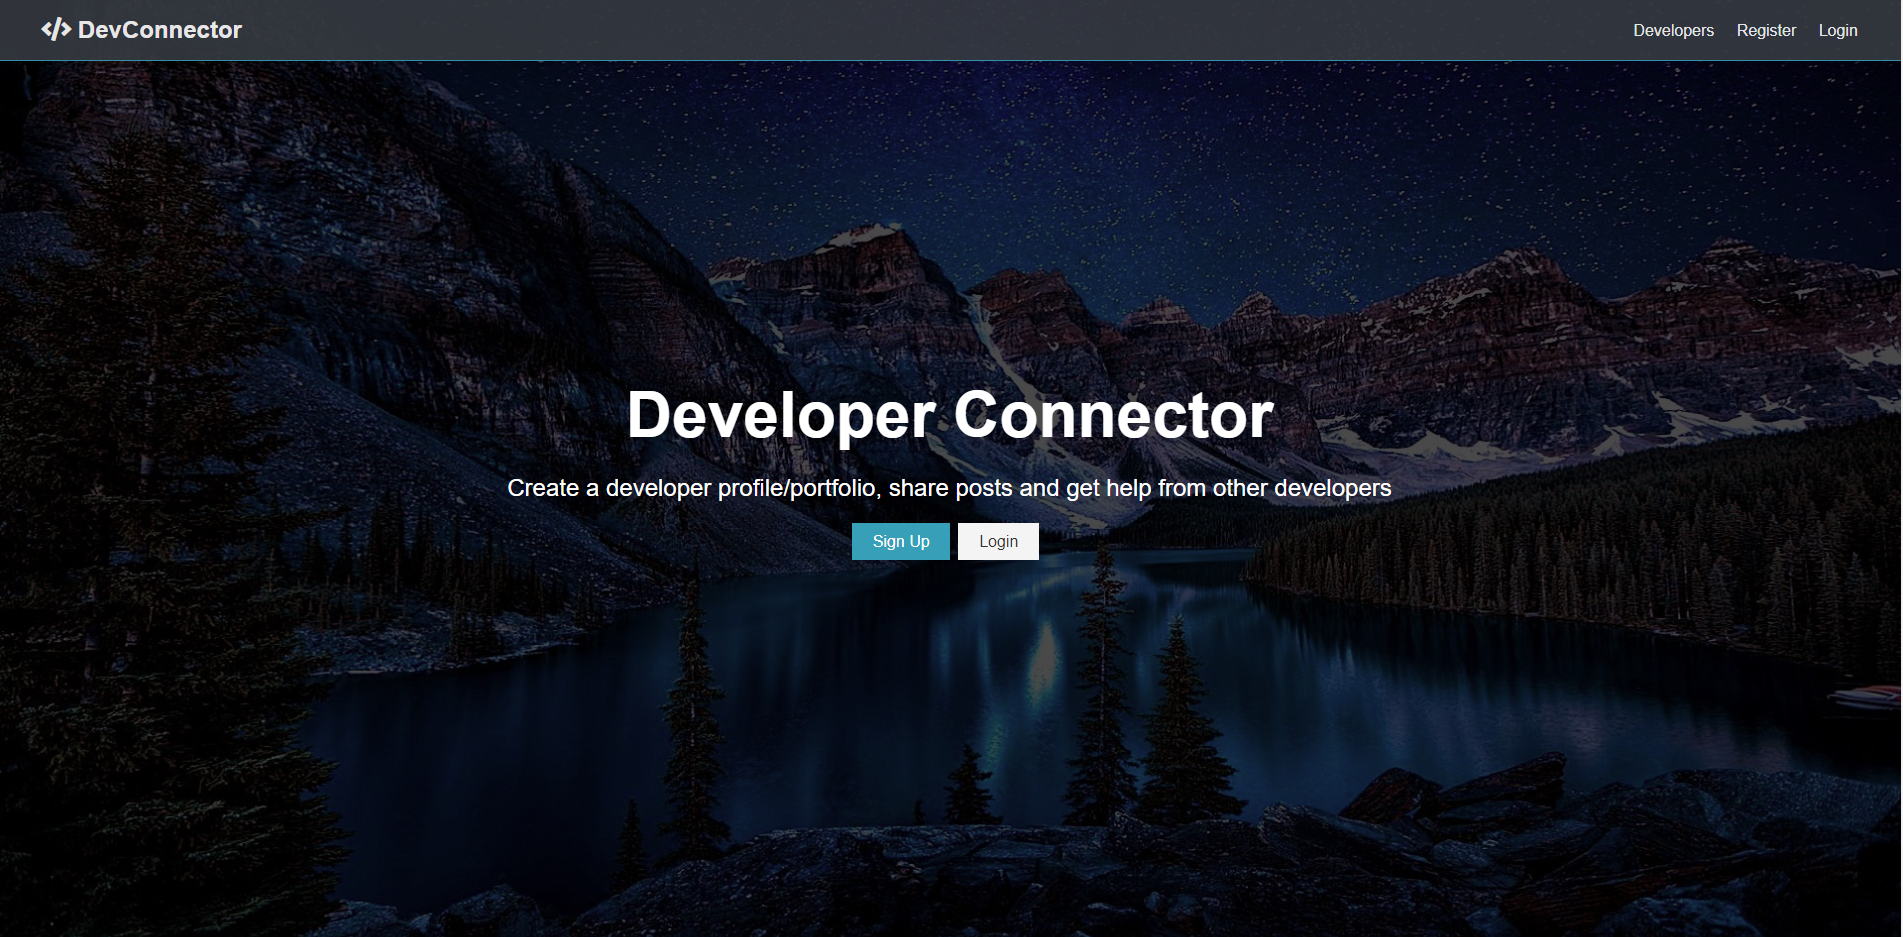 </> DevConnector
Developers Register Login
Developer Connector
Create a developer profile/portfolio, share posts and get help from other developers
Sign Up Login